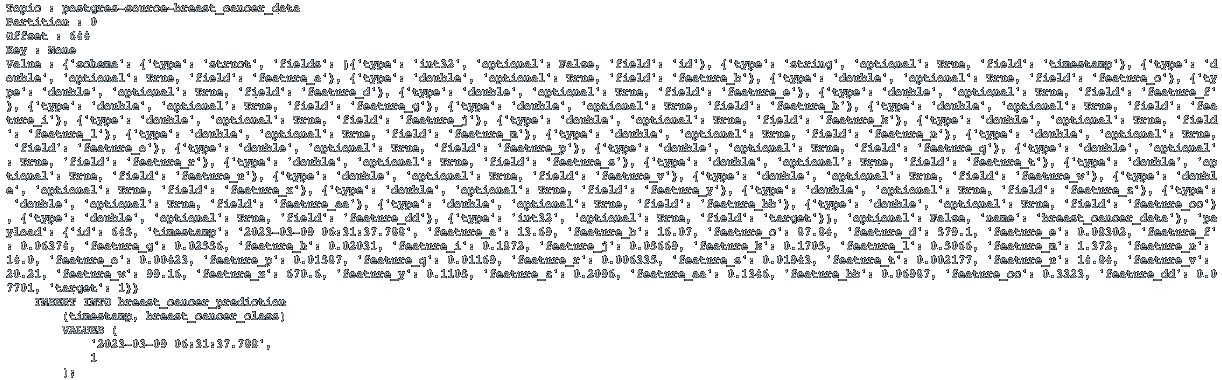 Topic : postgres-source-breast_cancer_data
Partition : 0
Offset : 644
Key : None
Value : {'schema': {'type': 'struct', 'fields': [{'type': 'int32', 'optional': False, 'field': 'id'}, {'type': 'string', 'optional': True, 'field': 'timestamp'}, {'type': 'd
ouble', 'optional': True, 'field': 'feature_a'}, {'type': 'double', 'optional': True, 'field': 'feature_b'}, {'type': 'double', 'optional': True, 'field': 'feature_c'}, {'ty
pe': 'double', 'optional': True, 'field': 'feature_d'}, {'type': 'double', 'optional': True, 'field': 'feature_e'}, {'type': 'double', 'optional': True, 'field': 'feature_f'
}, {'type': 'double', 'optional': True, 'field': 'feature_g'}, {'type': 'double', 'optional': True, 'field': 'feature_h'}, {'type': 'double', 'optional': True, 'field': 'fea
ture_i'}, {'type': 'double', 'optional': True, 'field': 'feature_j'}, {'type': 'double', 'optional': True, 'field': 'feature_k'}, {'type': 'double', 'optional': True, 'field
': 'feature_l'}, {'type': 'double', 'optional': True, 'field': 'feature_m'}, {'type': 'double', 'optional': True, 'field': 'feature_n'}, {'type': 'double', 'optional': True,
'field': 'feature_o'}, {'type': 'double', 'optional': True, 'field': 'feature_p'}, {'type': 'double', 'optional': True, 'field': 'feature_q'}, {'type': 'double', 'optional'
: True, 'field': 'feature_r'}, {'type': 'double', 'optional': True, 'field': 'feature_s'}, {'type': 'double', 'optional': True, 'field': 'feature_t'}, {'type': 'double', 'op
tional': True, 'field': 'feature_u'}, {'type': 'double', 'optional': True, 'field': 'feature_v'}, {'type': 'double', 'optional': True, 'field': 'feature_w'}, {'type': 'doubl
e', 'optional': True, 'field': 'feature_x'}, {'type': 'double', 'optional': True, 'field': 'feature_y'}, {'type': 'double', 'optional': True, 'field': 'feature_z'}, {'type':
'double', 'optional': True, 'field': 'feature_aa'}, {'type': 'double', 'optional': True, 'field': 'feature_bb'}, {'type': 'double', 'optional': True, 'field': 'feature_cc'}
, {'type': 'double', 'optional': True, 'field': 'feature_dd'}, {'type': 'int32', 'optional': True, 'field': 'target'}], 'optional': False, 'name': 'breast_cancer_data'}, 'pa
yload': {'id': 645, 'timestamp': '2023-03-09 06:31:37.788', 'feature_a': 13.69, 'feature_b': 16.07, 'feature_c': 87.84, 'feature_d': 579.1, 'feature_e': 0.08302, 'feature_f'
: 0.06374, 'feature_g': 0.02556, 'feature_h': 0.02031, 'feature_i': 0.1872, 'feature_j': 0.05669, 'feature_k': 0.1705, 'feature_l': 0.5066, 'feature_m': 1.372, 'feature_n':
14.0, 'feature_o': 0.00423, 'feature_p': 0.01587, 'feature_q': 0.01169, 'feature_r': 0.006335, 'feature_s': 0.01943, 'feature_t': 0.002177, 'feature_u': 14.84, 'feature_v':
20.21, 'feature_w': 99.16, 'feature_x': 670.6, 'feature_y': 0.1105, 'feature_z': 0.2096, 'feature_aa': 0.1346, 'feature_bb': 0.06987, 'feature_cc': 0.3323, 'feature_dd': 0.0
7701, 'target': 1}}
INSERT INTO breast_cancer_prediction
(timestamp, breast_cancer_class)
VALUES (
'2023-03-09 06:31:37.788',
1
);